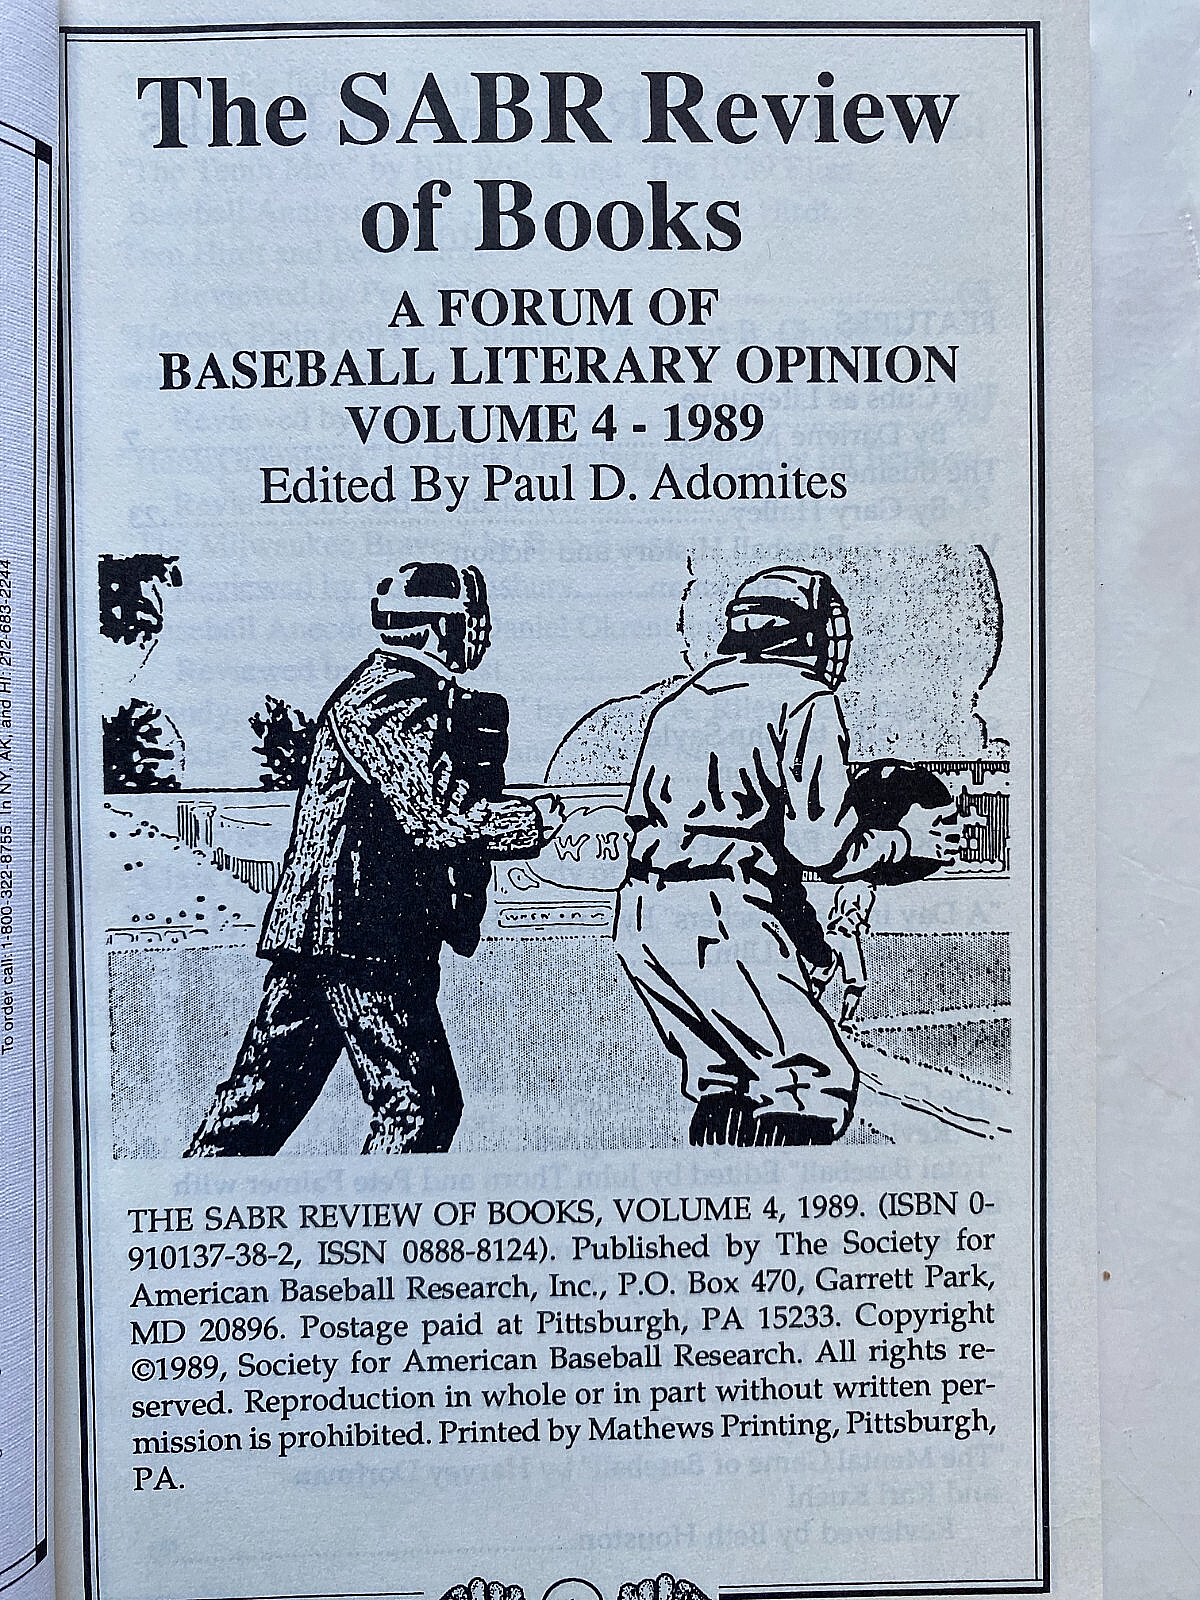 The SABR Review
of Books
A FORUM OF
BASEBALL LITERARY OPINION
VOLUME 4 - 1989
Edited By Paul D. Adomites
W H
THE SABR REVIEW OF BOOKS, VOLUME 4, 1989. (ISBN 0-
910137-38-2, ISSN 0888-8124). Published by The Society for
American Baseball Research, Inc., P.O. Box 470, Garrett Park,
MD 20896. Postage paid at Pittsburgh, PA 15233. Copyright
©1989, Society for American Baseball Research. All rights re-
served. Reproduction in whole or in part without written per-
mission is prohibited. Printed by Mathews Printing, Pittsburgh,
PA.
To order call: 1-800-322-8755. In NY, AK, and HI: 212-683-2244